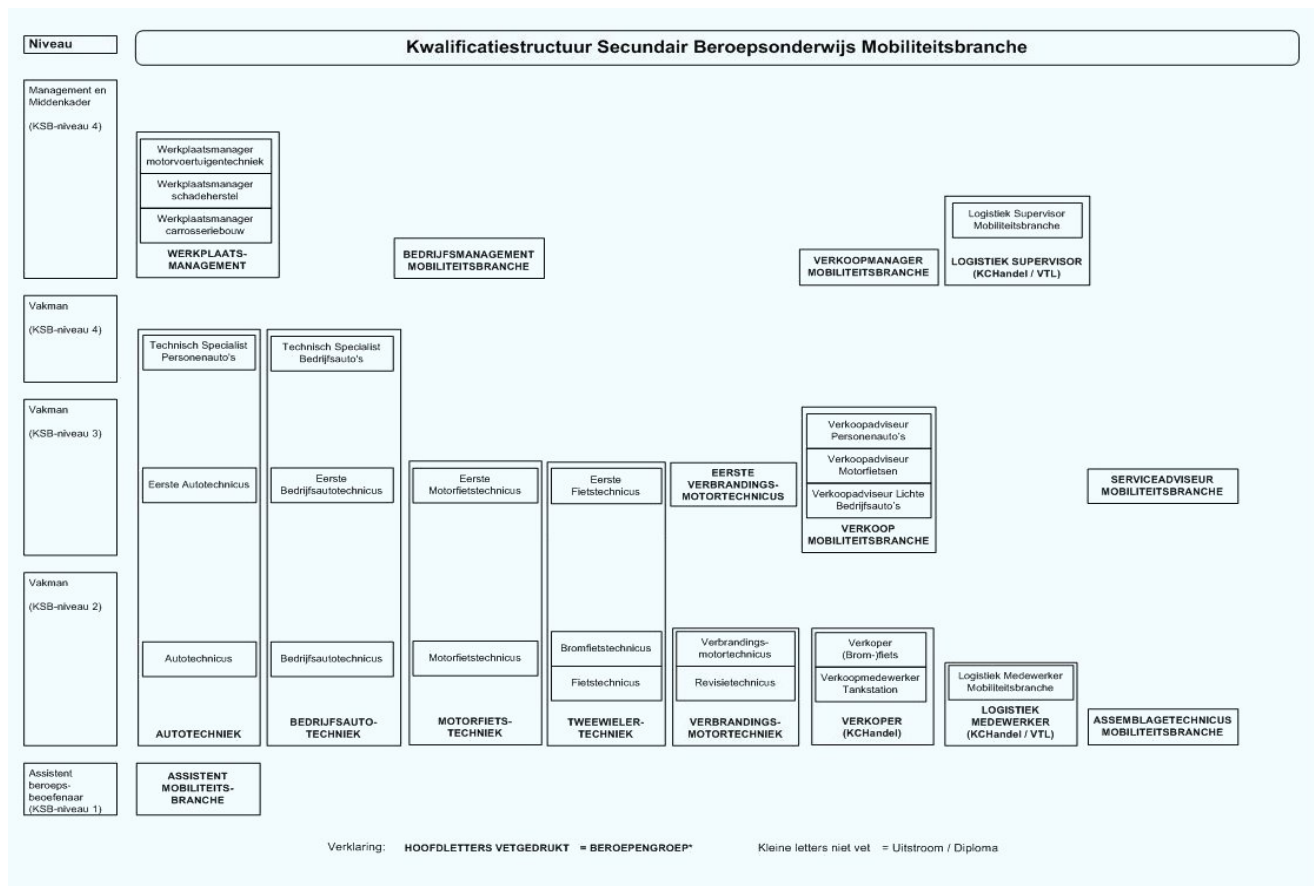 Niveau
Kwalificatiestructuur Secundair Beroepsonderwijs Mobiliteitsbranche
Management en
Middenkader
(KSB-niveau 4)
Werkplaatsmanager
motorvoertuigentechniek
Werkplaatsmanager
schadeherstel
Werkplaatsmanager
carrosseriebouw
WERKPLAATS-
MANAGEMENT
BEDRIJFSMANAGEMENT
MOBILITEITSBRANCHE
VERKOOPMANAGER
MOBILITEITSBRANCHE
Logistiek Supervisor
Mobiliteitsbranche
LOGISTIEK SUPERVISOR
(KCHandel / VTL)
Vakman
(KSB-niveau 4)
Technisch Specialist
Personenauto's
Technisch Specialist
Bedrijfsauto's
Vakman
(KSB-niveau 3)
Eerste Autotechnicus
Eerste
Bedrijfsautotechnicus
Eerste
Motorfietstechnicus
Eerste
Fietstechnicus
EERSTE
VERBRANDINGS-
MOTORTECHNICUS
Verkoopadviseur
Personenauto's
Verkoopadviseur
Motorfietsen
Verkoopadviseur Lichte
Bedrijfsauto's
VERKOOP
MOBILITEITSBRANCHE
SERVICEADVISEUR
MOBILITEITSBRANCHE
Vakman
(KSB-niveau 2)
Autotechnicus
AUTOTECHNIEK
Bedrijfsautotechnicus
BEDRIJFSAUTO-
TECHNIEK
Motorfietstechnicus
MOTORFIETS-
TECHNIEK
Bromfietstechnicus
Fietstechnicus
TWEEWIELER-
TECHNIEK
Verbrandings-
motortechnicus
Revisietechnicus
VERBRANDINGS-
MOTORTECHNIEK
Verkoper
(Brom-)fiets
Verkoopmedewerker
Tankstation
VERKOPER
(KCHandel)
Logistiek Medewerker
Mobiliteitsbranche
LOGISTIEK
MEDEWERKER
(KCHandel / VTL)
ASSEMBLAGETECHNICUS
MOBILITEITSBRANCHE
Assistent
beroeps-
beoefenaar
(KSB-niveau 1)
ASSISTENT
MOBILITEITS-
BRANCHE
Verklaring: HOOFDLETTERS VETGEDRUKT = BEROEPENGROEP* Kleine letters niet vet = Uitstroom / Diploma